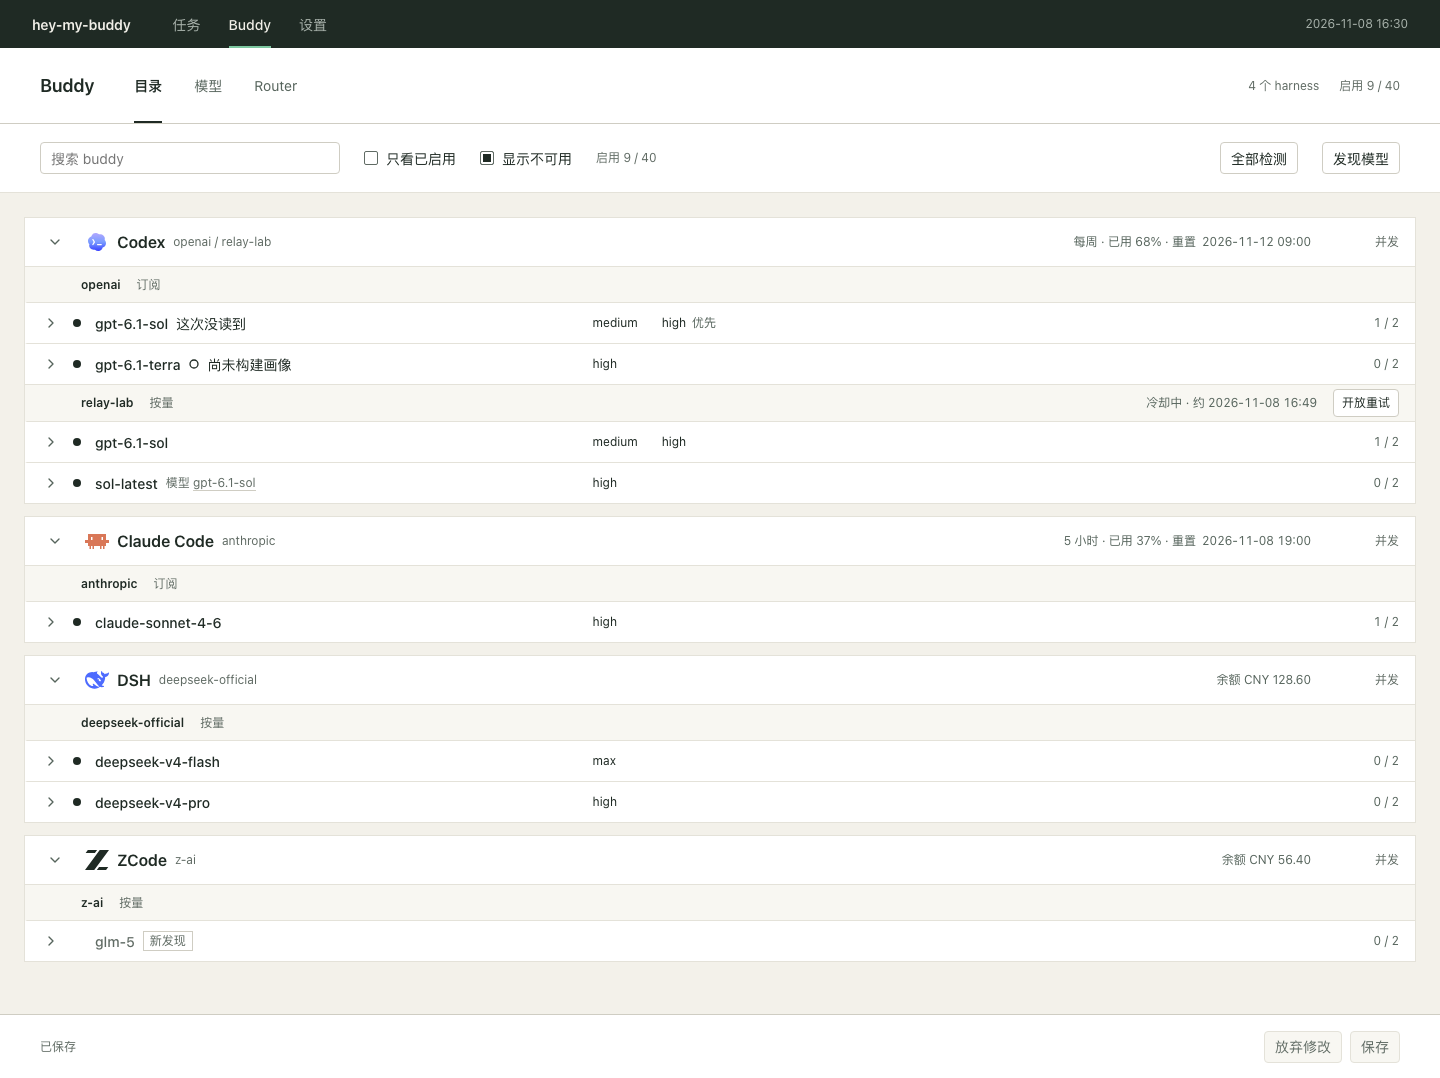 hey-my-buddy 任务 Buddy 设置 2026-11-08 16:30
Buddy 目录 模型 Router 4 个 harness 启用 9 / 40
搜索 buddy 只看已启用 显示不可用 启用 9 / 40 全部检测 发现模型
Codex openai / relay-lab 每周 · 已用 68% · 重置 2026-11-12 09:00 并发
openai 订阅
gpt-6.1-sol 这次没读到 medium high 优先 1 / 2
gpt-6.1-terra 尚未构建画像 high 0 / 2
relay-lab 按量 冷却中 · 约 2026-11-08 16:49 开放重试
gpt-6.1-sol medium high 1 / 2
sol-latest 模型 gpt-6.1-sol high 0 / 2
Claude Code anthropic 5 小时 · 已用 37% · 重置 2026-11-08 19:00 并发
anthropic 订阅
claude-sonnet-4-6 high 1 / 2
DSH deepseek-official 余额 CNY 128.60 并发
deepseek-official 按量
deepseek-v4-flash max 0 / 2
deepseek-v4-pro high 0 / 2
ZCode z-ai 余额 CNY 56.40 并发
z-ai 按量
glm-5 新发现 0 / 2
已保存 放弃修改 保存